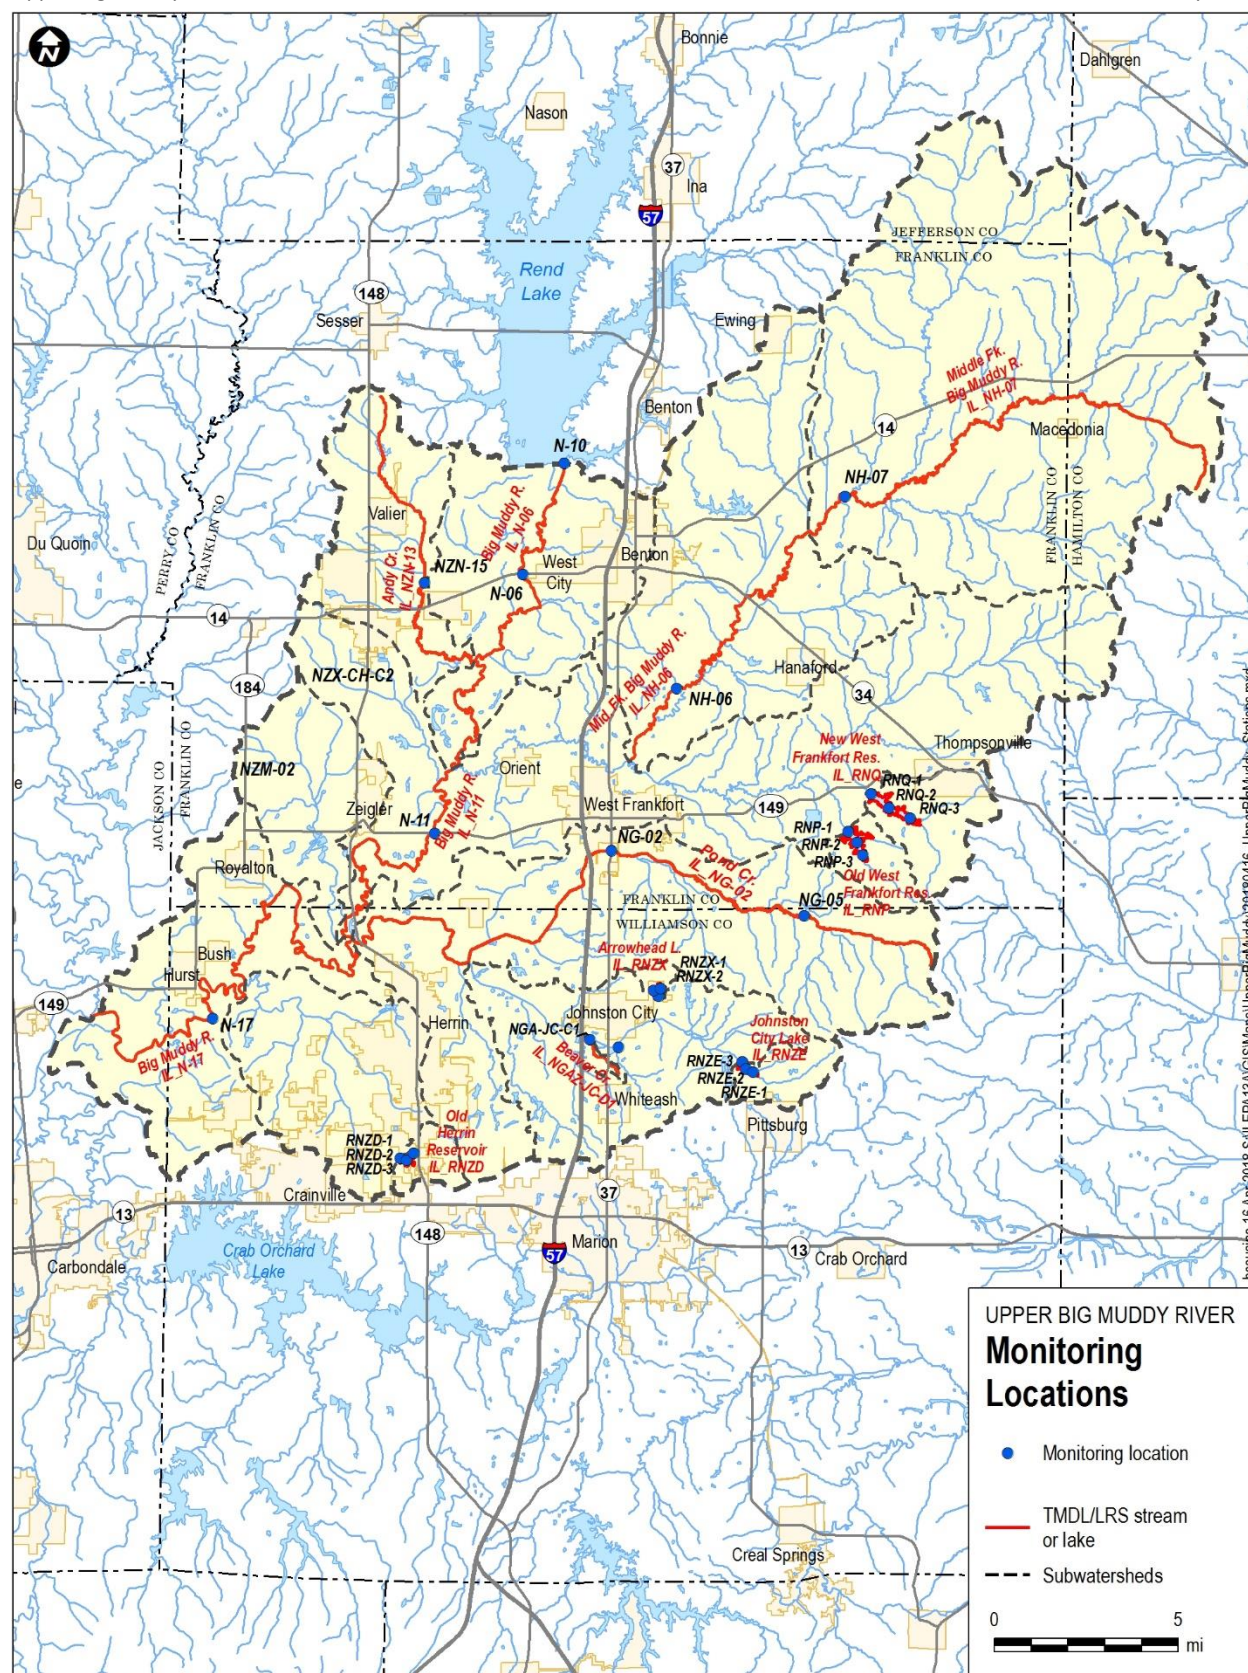 N
Bonnie
Dahlgren
Nason
37
Ina
57
JEFFERSON CO
FRANKLIN CO
Rend
Lake
148
Sesser
Ewing
Middle Fk.
Big Muddy R.
IL_NH-07
Benton
14
Macedonia
N-10
NH-07
Valier
Big Muddy R.
IL_N-06
FRANKLIN CO
HAMILTON CO
PERRY CO
FRANKLIN CO
Du Quoin
Andy Cr.
IL_NZN-13
NZN-15
N-06
West
City
Benton
14
NZX-CH-C2
184
Mid. Fk. Big Muddy R.
IL_NH-06
NH-06
Hanaford
34
JACKSON CO
FRANKLIN CO
NZM-02
Orient
New West
Frankfort Res.
IL_RNQ
Thompsonville
RNQ-1
RNQ-2
RNQ-3
Zeigler
N-11
Big Muddy R.
IL_N-11
West Frankfort
149
NG-02
RNP-1
RNP-2
RNP-3
Pond Cr.
IL_NG-02
Old West
Frankfort Res.
IL_RNP
Royalton
FRANKLIN CO
WILLIAMSON CO
NG-05
Bush
Hurst
149
N-17
Big Muddy R.
IL_N-17
Arrowhead L.
IL_RNZX
RNZX-1
RNZX-2
Johnston City
Herrin
NGA-JC-C1
Beaver Cr.
IL_NGAZ-JC-D1
Whiteash
Johnston
City Lake
IL_RNZE
RNZE-3
RNZE-2
RNZE-1
Pittsburg
Old
Herrin
Reservoir
IL_RNZD
RNZD-1
RNZD-2
RNZD-3
Crainville
13
37
148
Marion
57
13
Crab Orchard
Carbondale
Crab Orchard
Lake
Creal Springs
UPPER BIG MUDDY RIVER
Monitoring
Locations
Monitoring location
TMDL/LRS stream
or lake
Subwatersheds
0 5
mi